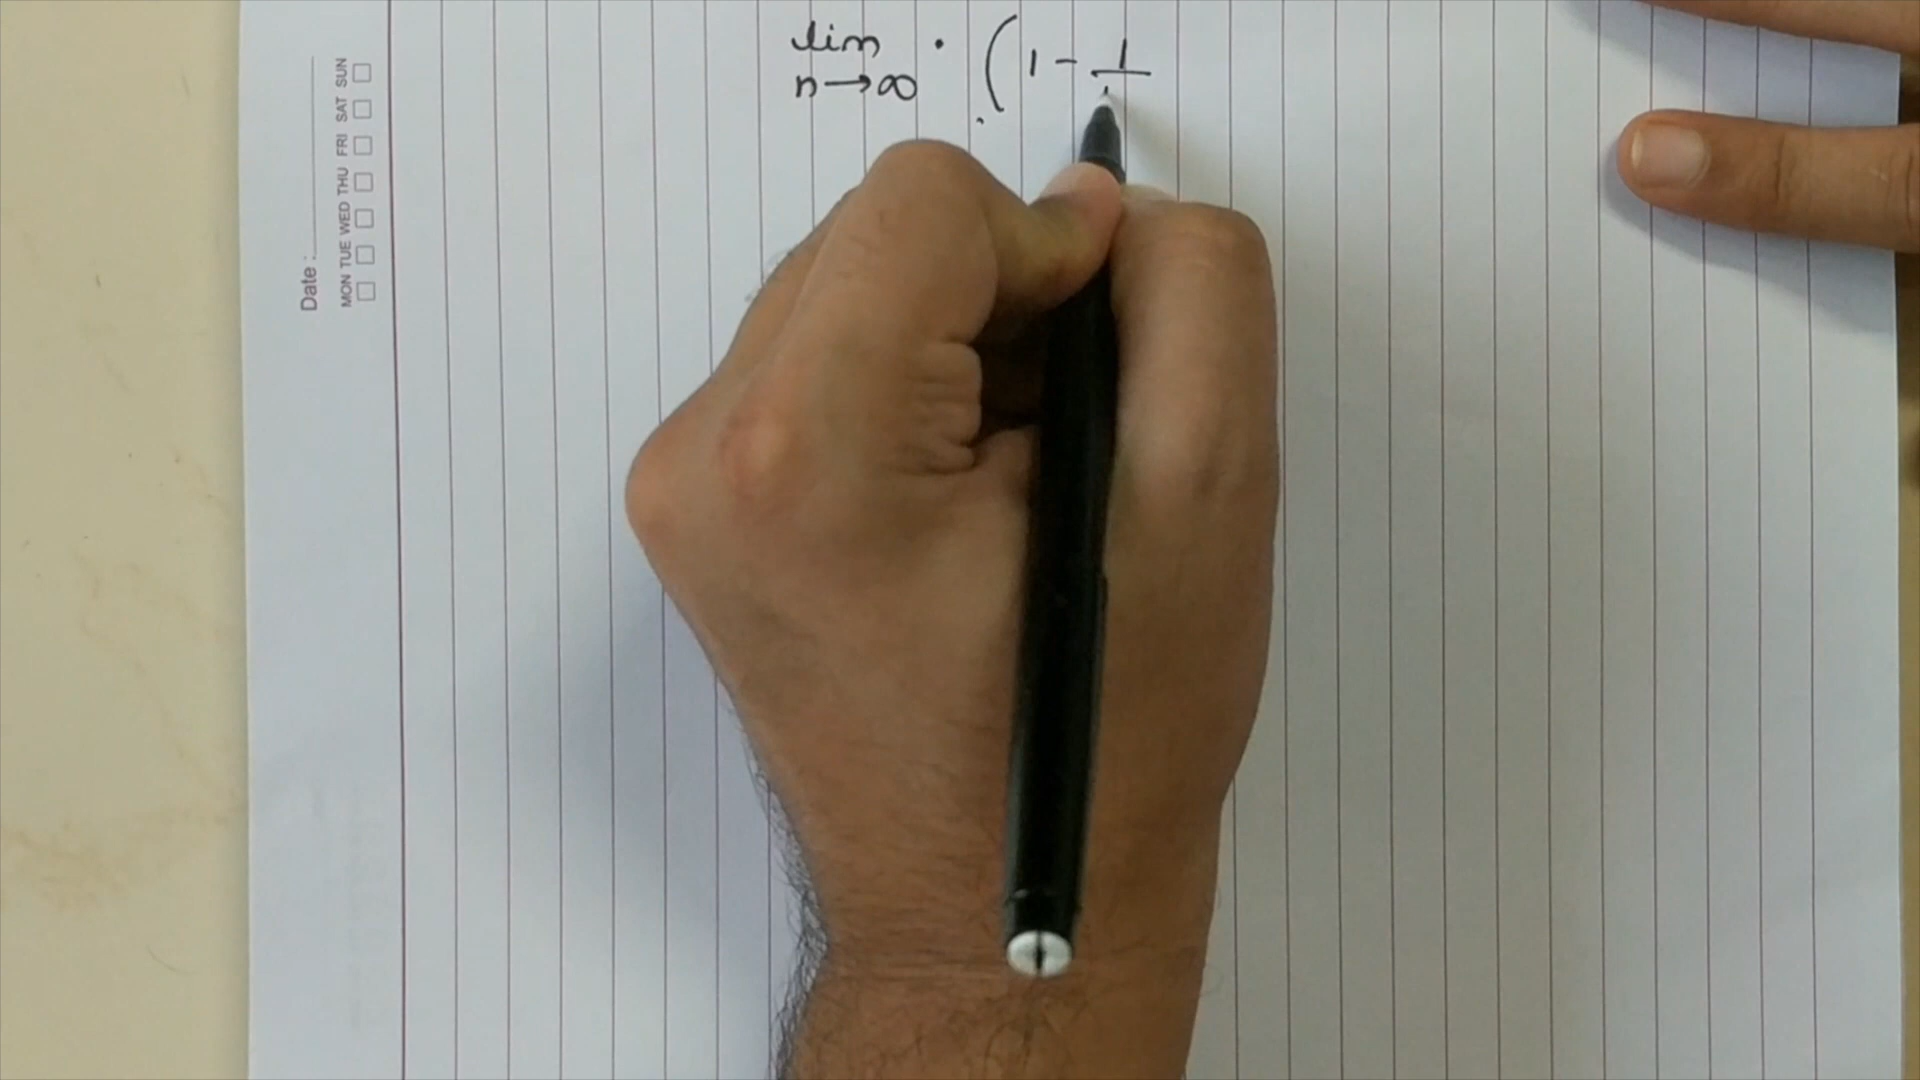 lim (1 - 1/
n→∞
Date :
MON TUE WED THU FRI SAT SUN